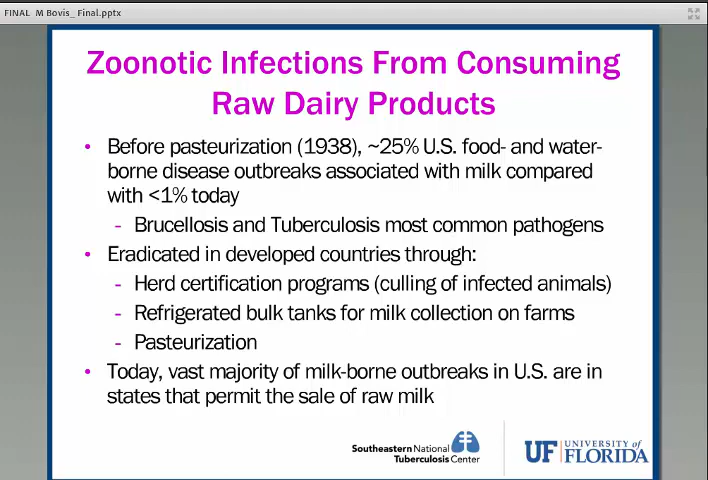 FINAL  M Bovis_ Final.pptx
Zoonotic Infections From Consuming
Raw Dairy Products
• Before pasteurization (1938), ~25% U.S. food- and water-
borne disease outbreaks associated with milk compared
with <1% today
- Brucellosis and Tuberculosis most common pathogens
• Eradicated in developed countries through:
- Herd certification programs (culling of infected animals)
- Refrigerated bulk tanks for milk collection on farms
- Pasteurization
• Today, vast majority of milk-borne outbreaks in U.S. are in
states that permit the sale of raw milk
Southeastern National
Tuberculosis Center
UF UNIVERSITY of
FLORIDA